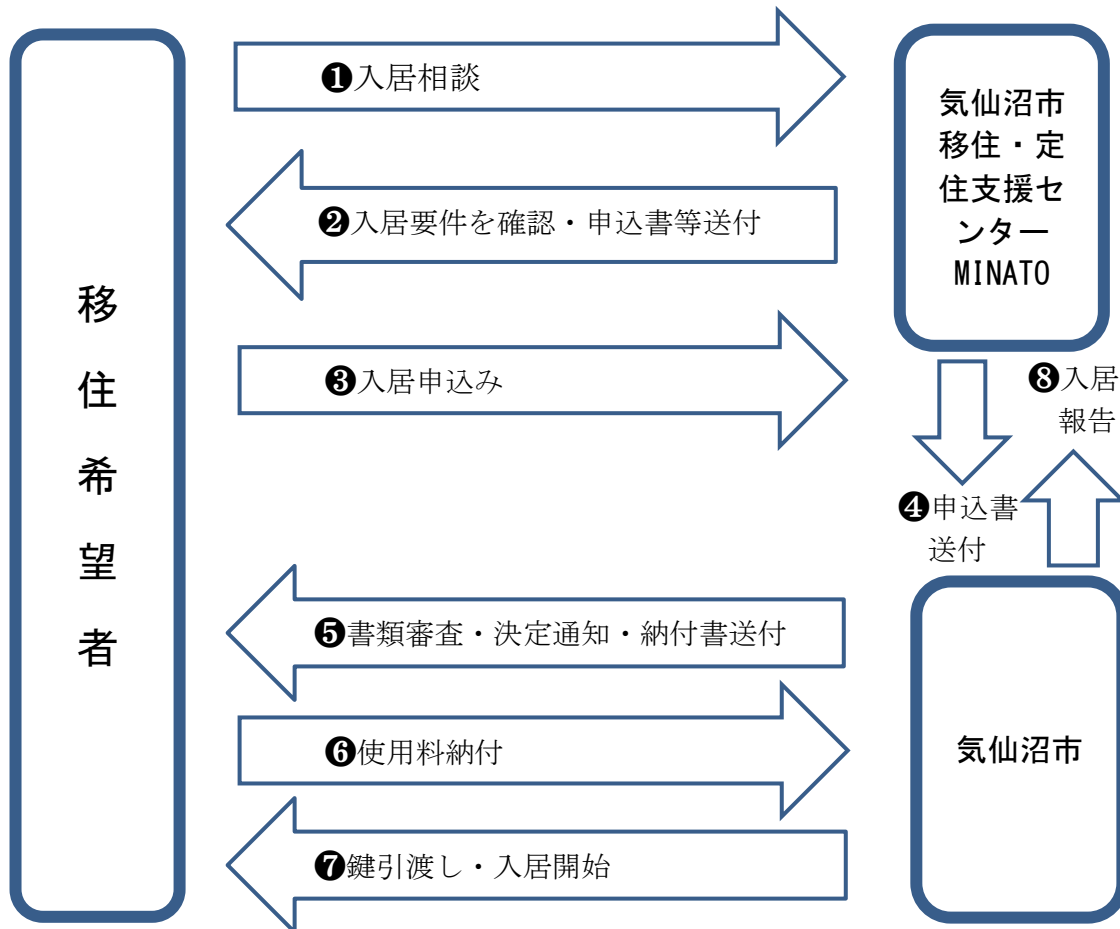 ❶入居相談
気仙沼市
移住・定
住支援セ
ンター
MINATO
❷入居要件を確認・申込書等送付
移住希望者
❸入居申込み
❽入居
報告
❹申込書
送付
❺書類審査・決定通知・納付書送付
❻使用料納付
気仙沼市
❼鍵引渡し・入居開始